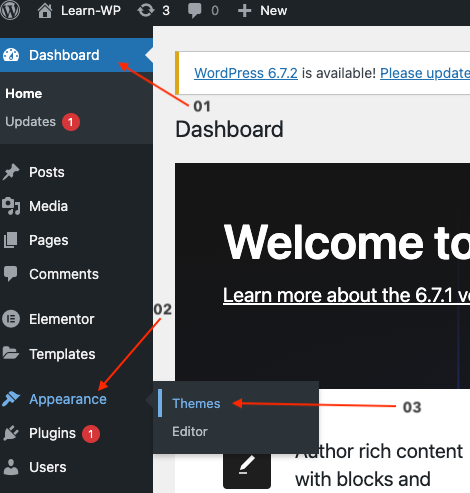 Learn-WP 3 0 + New
Dashboard
Home
Updates 1
Posts
Media
Pages
Comments
Elementor
Templates
Appearance
Plugins 1
Users
Themes
Editor
WordPress 6.7.2 is available! Please update
01
Dashboard
Welcome to
Learn more about the 6.7.1 ve
02
03
Author rich content
with blocks and